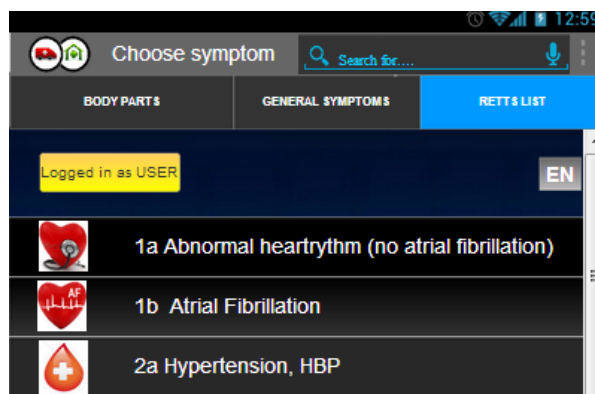 12:59
Choose symptom
Search for....
BODY PARTS
GENERAL SYMPTOMS
RETTS LIST
Logged in as USER
EN
1a Abnormal heartrythm (no atrial fibrillation)
AF
1b Atrial Fibrillation
2a Hypertension, HBP